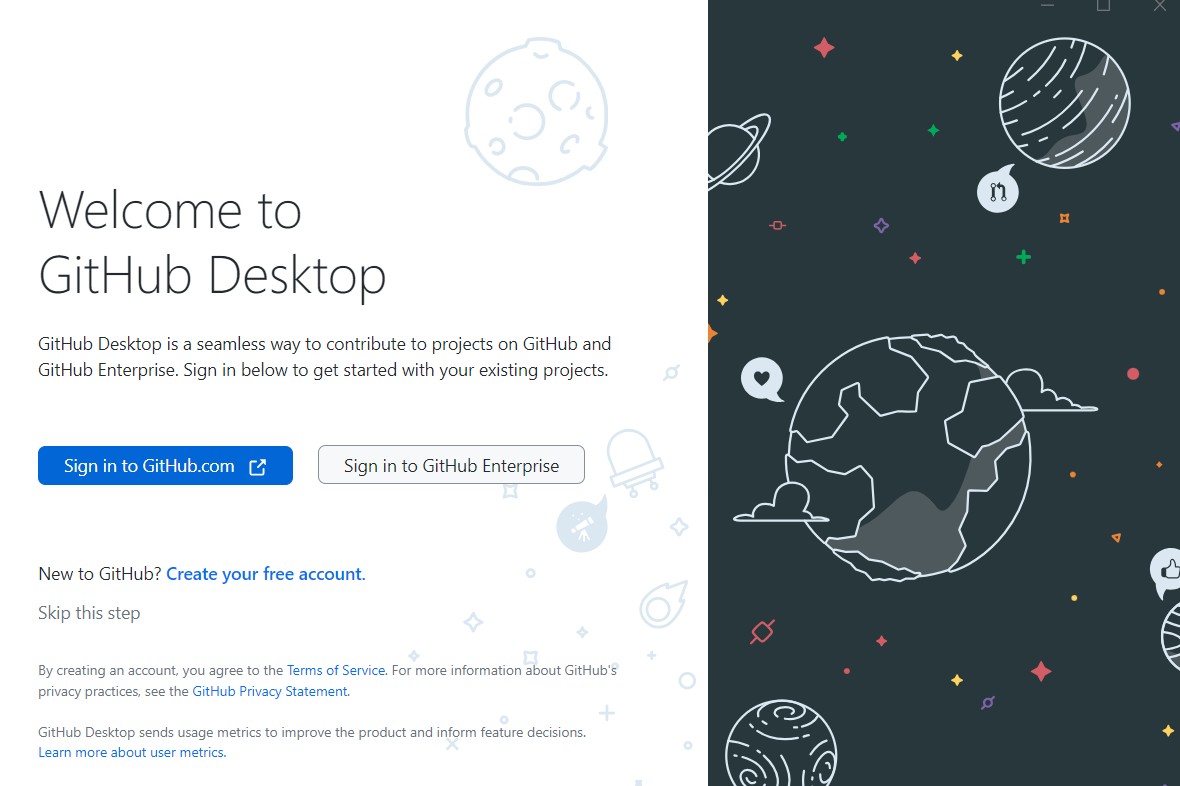 Welcome to
GitHub Desktop
GitHub Desktop is a seamless way to contribute to projects on GitHub and
GitHub Enterprise. Sign in below to get started with your existing projects.
Sign in to GitHub.com
Sign in to GitHub Enterprise
New to GitHub? Create your free account.
Skip this step
By creating an account, you agree to the Terms of Service. For more information about GitHub's
privacy practices, see the GitHub Privacy Statement.
GitHub Desktop sends usage metrics to improve the product and inform feature decisions.
Learn more about user metrics.